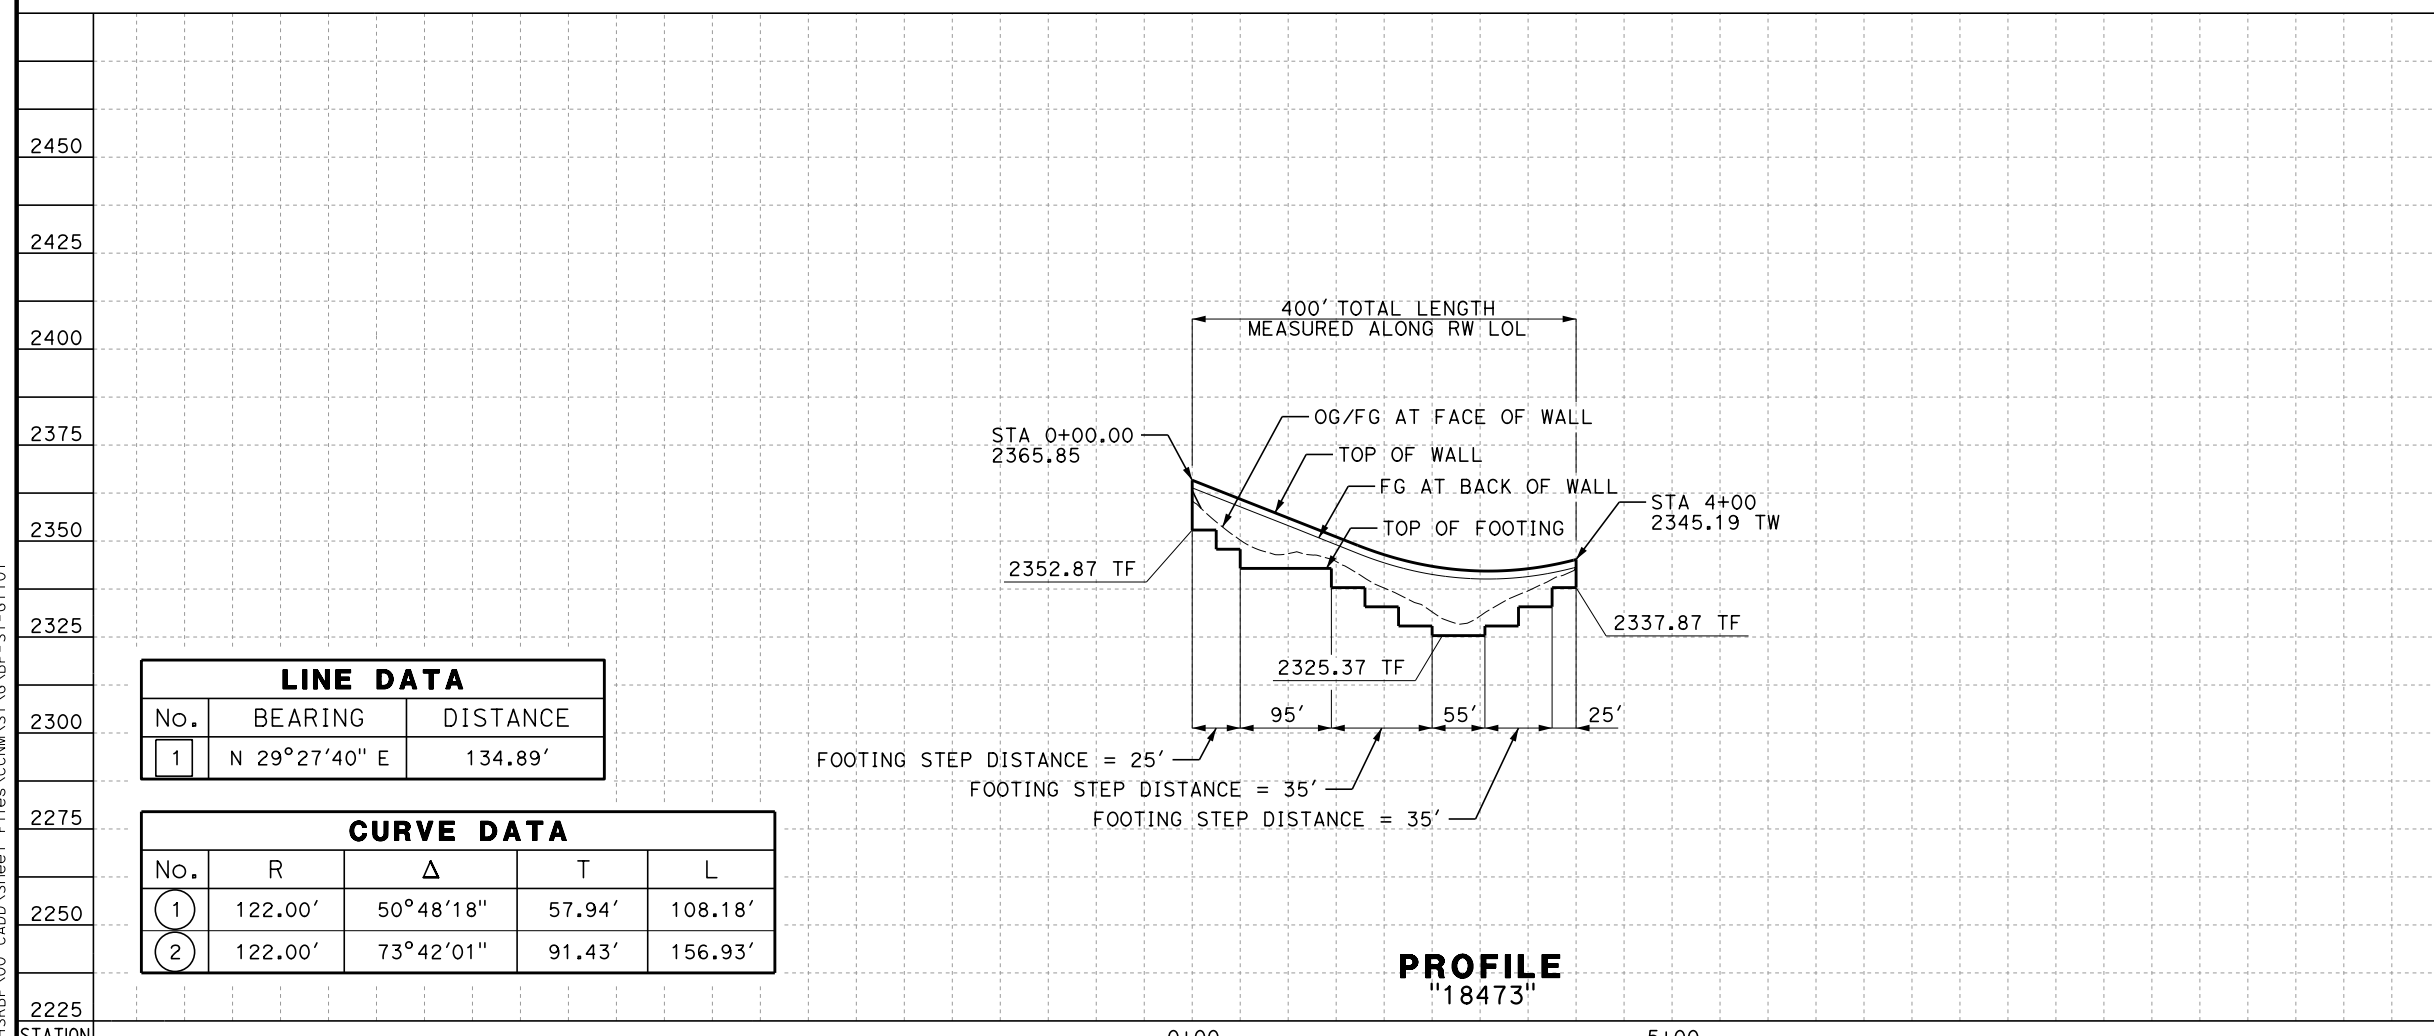 2450
2425
2400
2375
2350
2325
2300
2275
2250
2225
STATION
400' TOTAL LENGTH
MEASURED ALONG RW LOL
OG/FG AT FACE OF WALL
STA 0+00.00
2365.85
TOP OF WALL
FG AT BACK OF WALL
STA 4+00
2345.19 TW
TOP OF FOOTING
2352.87 TF
2337.87 TF
2325.37 TF
95'
55'
25'
FOOTING STEP DISTANCE = 25'
FOOTING STEP DISTANCE = 35'
FOOTING STEP DISTANCE = 35'
LINE DATA
No. BEARING DISTANCE
1 N 29°27'40" E 134.89'
CURVE DATA
No. R Δ T L
1 122.00' 50°48'18" 57.94' 108.18'
2 122.00' 73°42'01" 91.43' 156.93'
PROFILE
"18473"
0+00
5+00